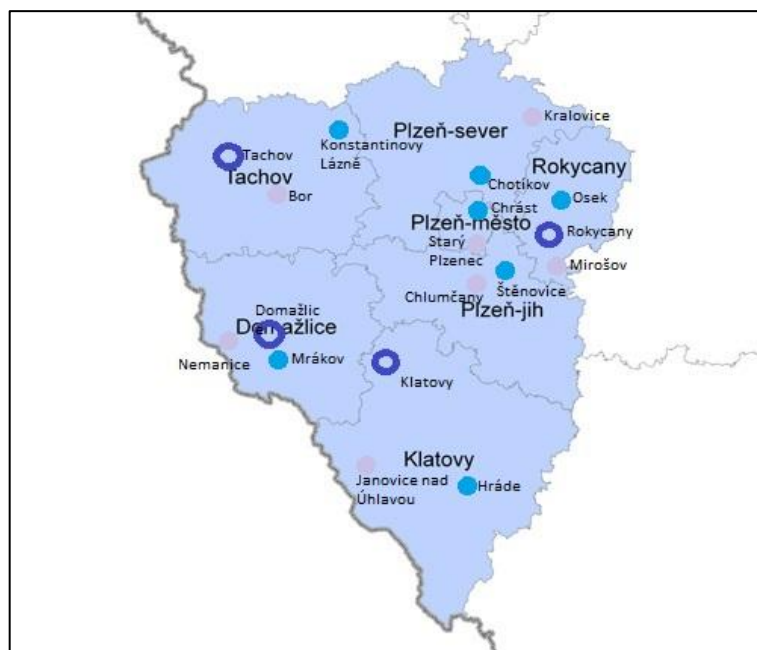 Kralovice
Plzeň-sever
Konstantinovy
Lázně
Tachov
Tachov
Rokycany
Chotíkov
Bor
Osek
Chrást
Plzeň-město
Rokycany
Starý
Plzenec
Mirošov
Štěnovice
Chlumčany
Plzeň-jih
Domažlic
e
Domažlice
Nemanice
Mrákov
Klatovy
Klatovy
Janovice nad
Úhlavou
Hráde